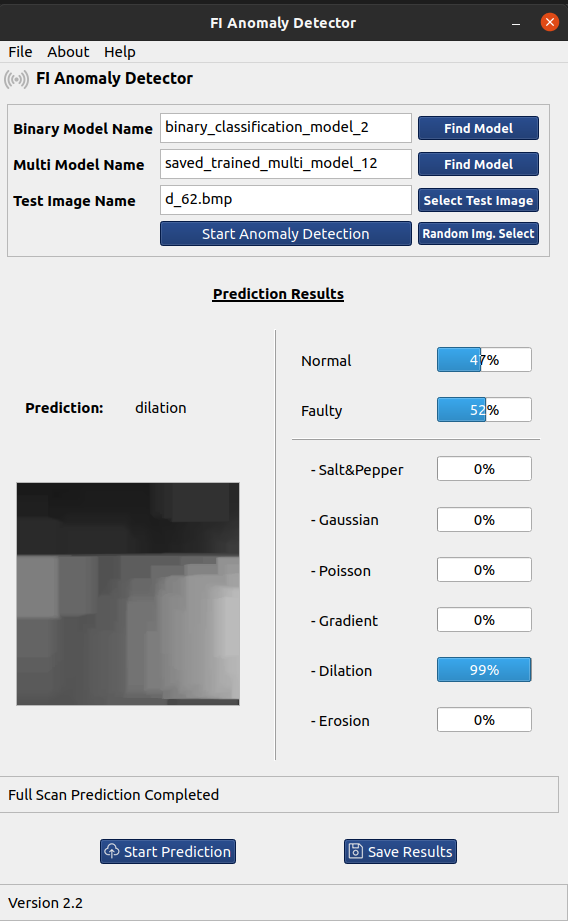 FI Anomaly Detector
File About Help
FI Anomaly Detector
Binary Model Name binary_classification_model_2 Find Model
Multi Model Name saved_trained_multi_model_12 Find Model
Test Image Name d_62.bmp Select Test Image
Start Anomaly Detection Random Img. Select
Prediction Results
Normal 47%
Prediction: dilation
Faulty 52%
- Salt&Pepper 0%
- Gaussian 0%
- Poisson 0%
- Gradient 0%
- Dilation 99%
- Erosion 0%
Full Scan Prediction Completed
Start Prediction Save Results
Version 2.2